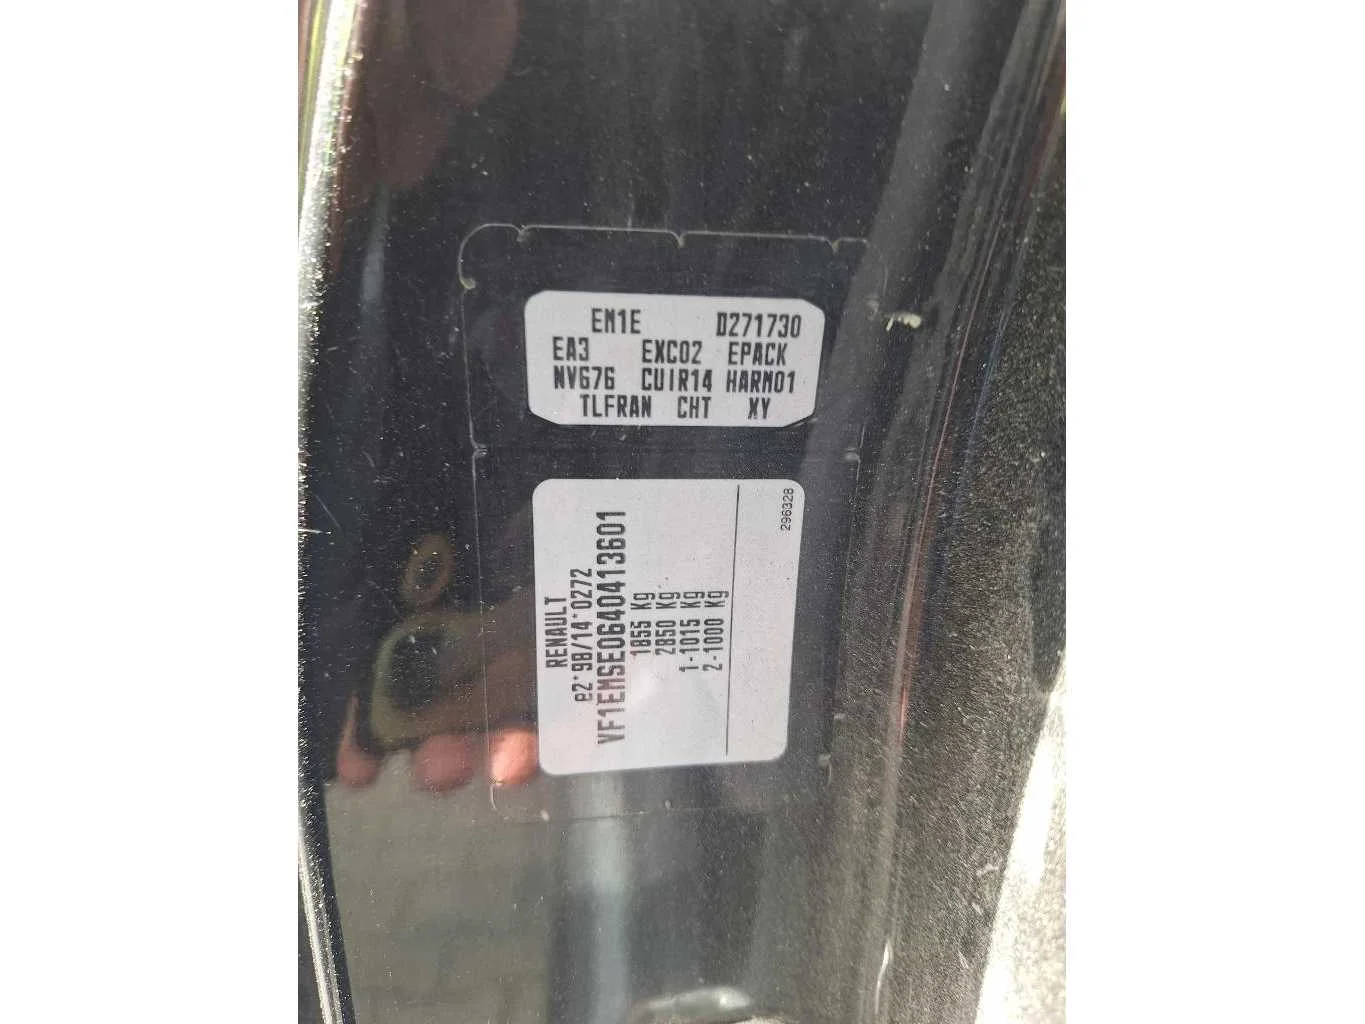 EM1E D271730
EA3 EXC02 EPACK
NV676 CUIR14 HARM01
TLFRAN CHT XY
RENAULT
e2*98/14*0272
VF1EMSE0640413601
1855 Kg
2850 Kg
1-1015 Kg
2-1000 Kg
296328